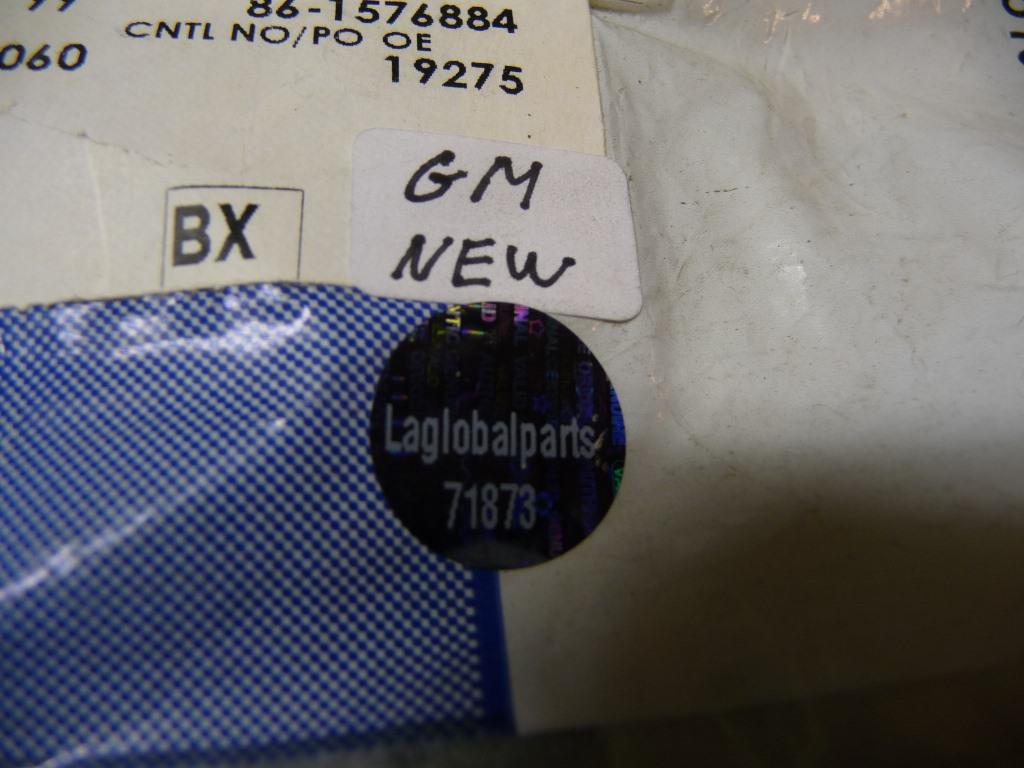 86-1576884
CNTL NO/PO OE
060
19275
GM
NEW
BX
Laglobalparts
71873